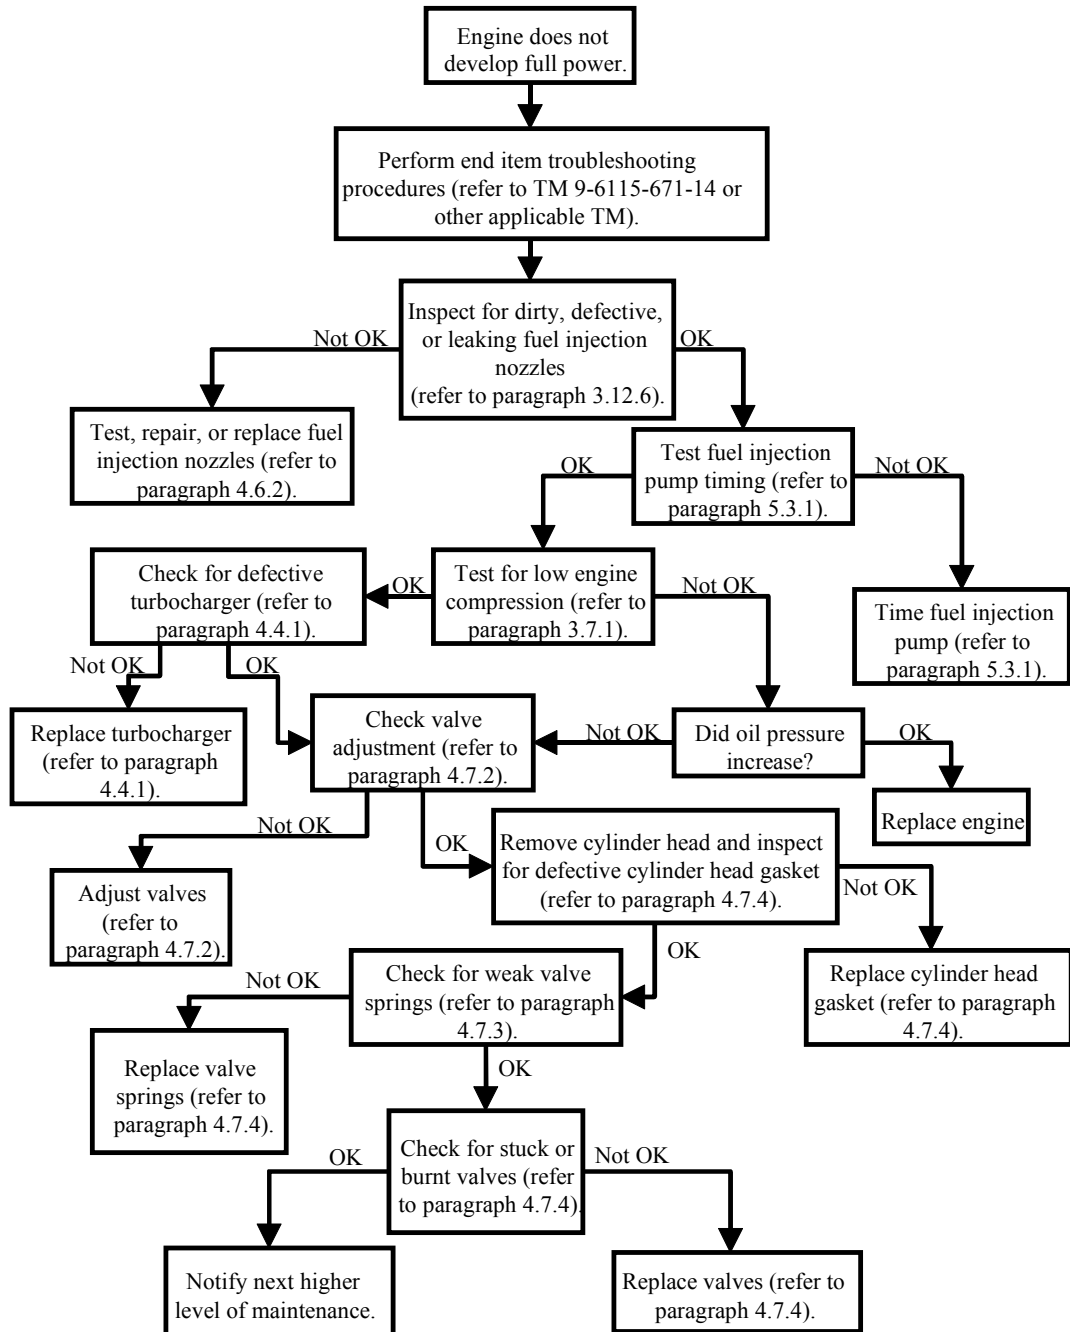 Engine does not
develop full power.
Perform end item troubleshooting
procedures (refer to TM 9-6115-671-14 or
other applicable TM).
Inspect for dirty, defective,
or leaking fuel injection
nozzles
(refer to paragraph 3.12.6).
Not OK
OK
Test, repair, or replace fuel
injection nozzles (refer to
paragraph 4.6.2).
Test fuel injection
pump timing (refer to
paragraph 5.3.1).
OK
Not OK
Check for defective
turbocharger (refer to
paragraph 4.4.1).
OK
Test for low engine
compression (refer to
paragraph 3.7.1).
Not OK
Time fuel injection
pump (refer to
paragraph 5.3.1).
Not OK
OK
Replace turbocharger
(refer to paragraph
4.4.1).
Check valve
adjustment (refer to
paragraph 4.7.2).
Not OK
Did oil pressure
increase?
OK
Replace engine
Not OK
OK
Remove cylinder head and inspect
for defective cylinder head gasket
(refer to paragraph 4.7.4).
Not OK
Adjust valves
(refer to
paragraph 4.7.2).
OK
Not OK
Check for weak valve
springs (refer to paragraph
4.7.3).
Replace cylinder head
gasket (refer to paragraph
4.7.4).
Replace valve
springs (refer to
paragraph 4.7.4).
OK
OK
Check for stuck or
burnt valves (refer
to paragraph 4.7.4).
Not OK
Notify next higher
level of maintenance.
Replace valves (refer to
paragraph 4.7.4).